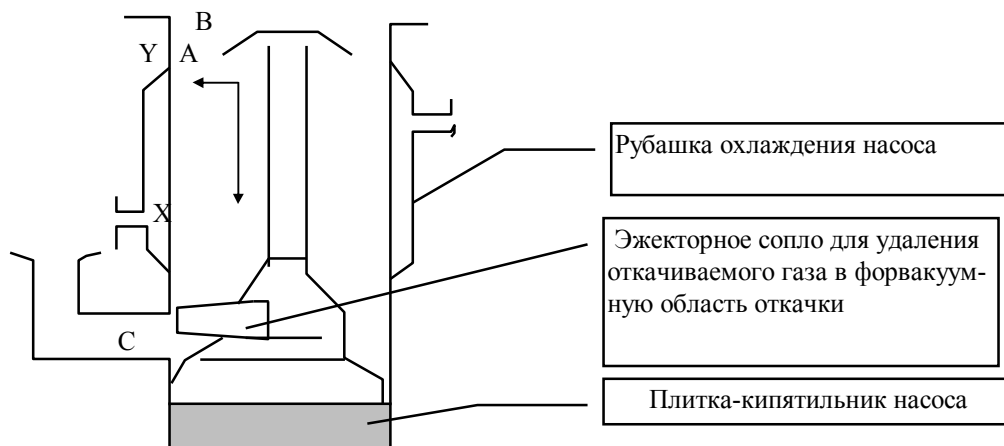 B
Y A
Рубашка охлаждения насоса
X
Эжекторное сопло для удаления
откачиваемого газа в форвакуум-
ную область откачки
C
Плитка-кипятильник насоса